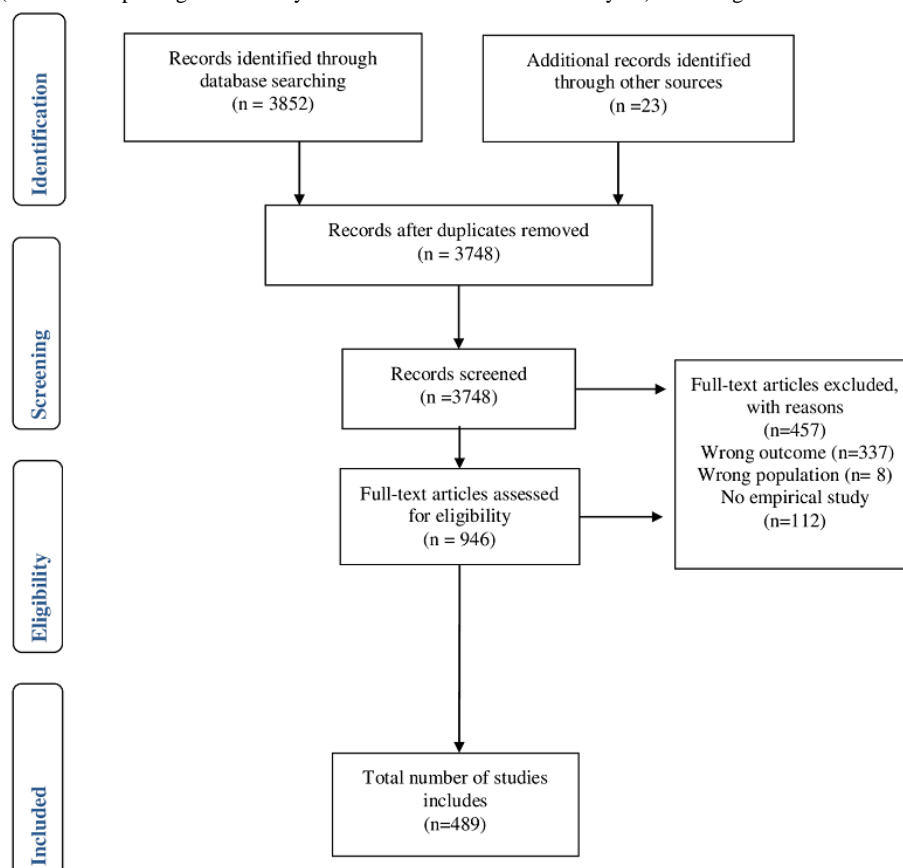 Records identified through
database searching
(n = 3852)
Additional records identified
through other sources
(n =23)
Identification
Records after duplicates removed
(n = 3748)
Screening
Records screened
(n =3748)
Full-text articles excluded,
with reasons
(n=457)
Wrong outcome (n=337)
Wrong population (n= 8)
No empirical study
(n=112)
Eligibility
Full-text articles assessed
for eligibility
(n = 946)
Included
Total number of studies
includes
(n=489)